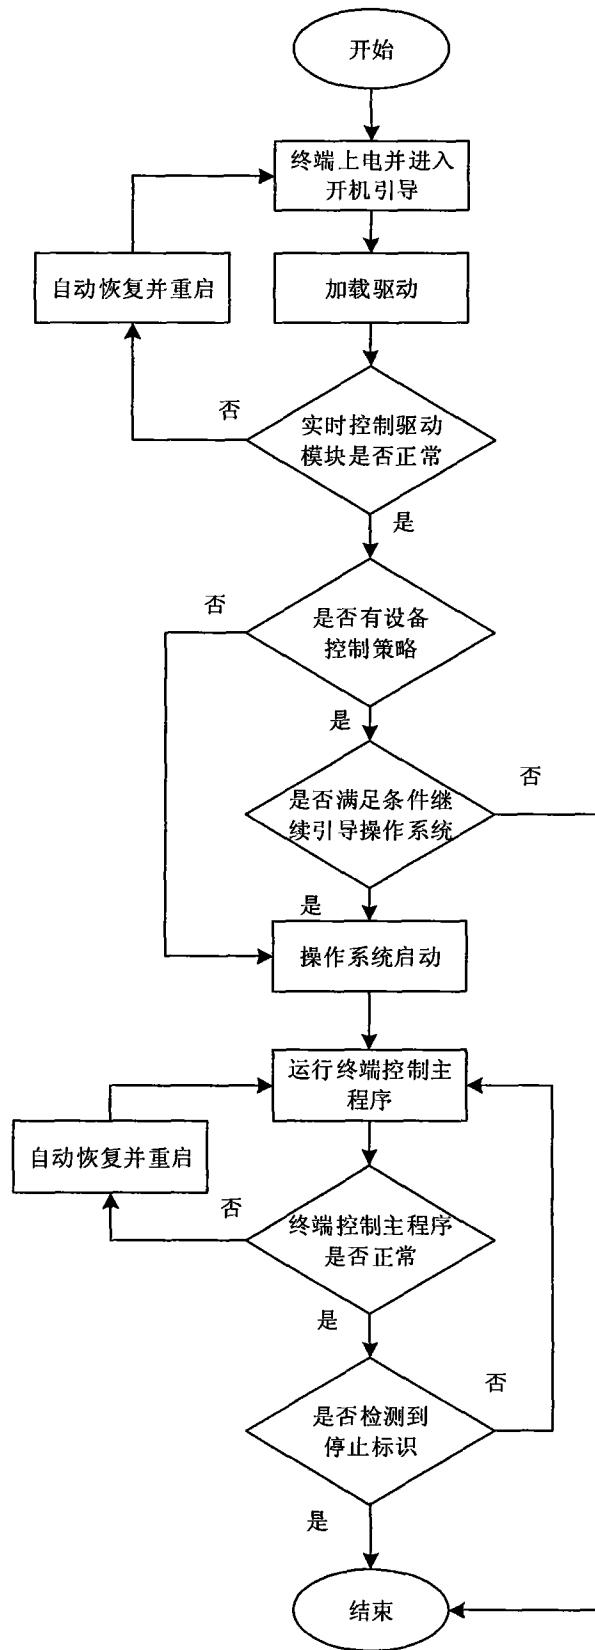 开始
终端上电并进入
开机引导
自动恢复并重启
加载驱动
否
实时控制驱动
模块是否正常
是
否
是否有设备
控制策略
是
否
是否满足条件继
续引导操作系统
是
操作系统启动
运行终端控制主
程序
自动恢复并重启
否
终端控制主程序
是否正常
是
否
是否检测到
停止标识
是
结束